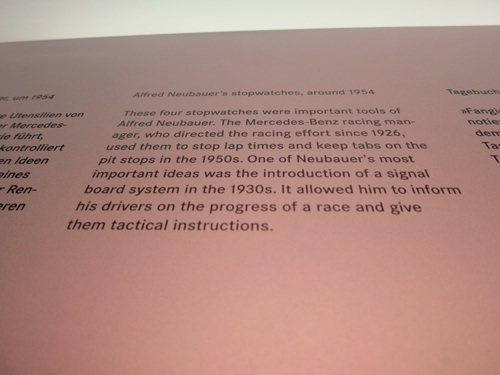 um 1954
Utensilien von
Mercedes-
führt,
kontrolliert
en Ideen
eines
Ren-
eren
Alfred Neubauer's stopwatches, around 1954
These four stopwatches were important tools of
Alfred Neubauer. The Mercedes-Benz racing man-
ager, who directed the racing effort since 1926,
used them to stop lap times and keep tabs on the
pit stops in the 1950s. One of Neubauer's most
important ideas was the introduction of a signal
board system in the 1930s. It allowed him to inform
his drivers on the progress of a race and give
them tactical instructions.
Tagebuch
»Fangi
notie